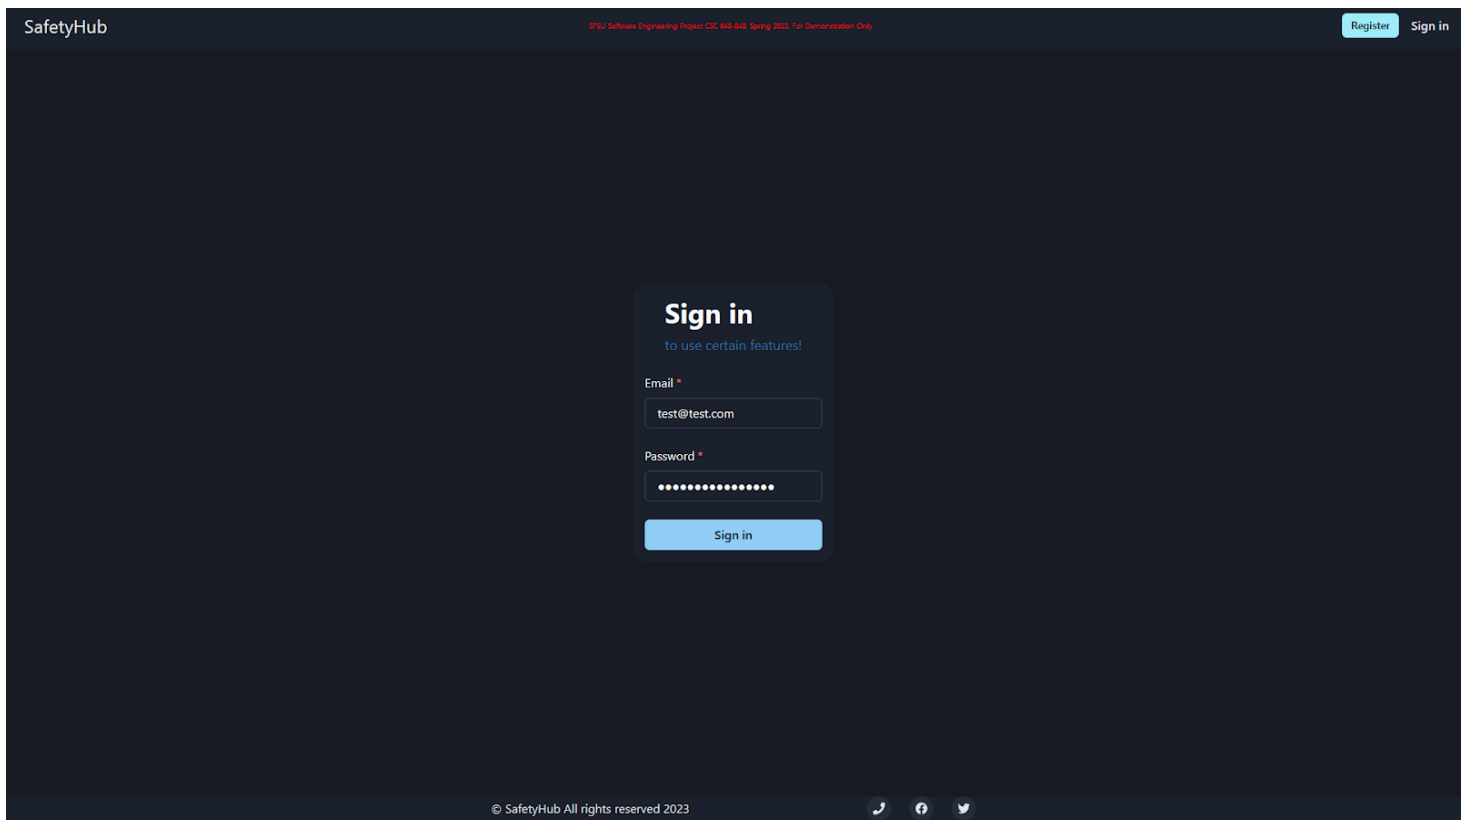 SafetyHub
SFSU Software Engineering Project CSC 648-848, Spring 2023. For Demonstration Only
Register
Sign in
Sign in
to use certain features!
Email *
test@test.com
Password *
••••••••••••••••
Sign in
© SafetyHub All rights reserved 2023